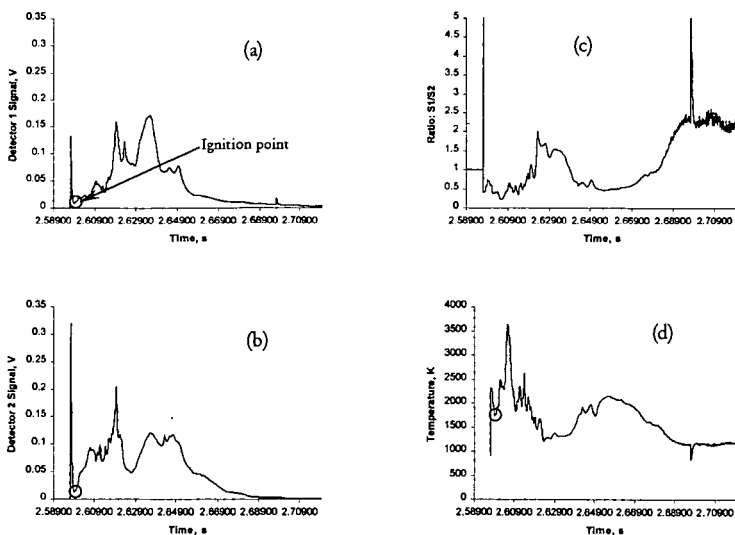 0.35
0.3
0.25
0.2
0.15
0.1
0.05
0
Detector 1 Signal, V
(a)
Ignition point
2.58900 2.60900 2.62900 2.64900 2.66900 2.68900 2.70900
Time, s
5
4.5
4
3.5
3
2.5
2
1.5
1
0.5
0
Ratio: S1/S2
(c)
2.58900 2.60900 2.62900 2.64900 2.66900 2.68900 2.70900
Time, s
0.35
0.3
0.25
0.2
0.15
0.1
0.05
0
Detector 2 Signal, V
(b)
2.58900 2.60900 2.62900 2.64900 2.66900 2.68900 2.70900
Time, s
4000
3500
3000
2500
2000
1500
1000
500
0
Temperature, K
(d)
2.58900 2.60900 2.62900 2.64900 2.66900 2.68900 2.70900
Time, s